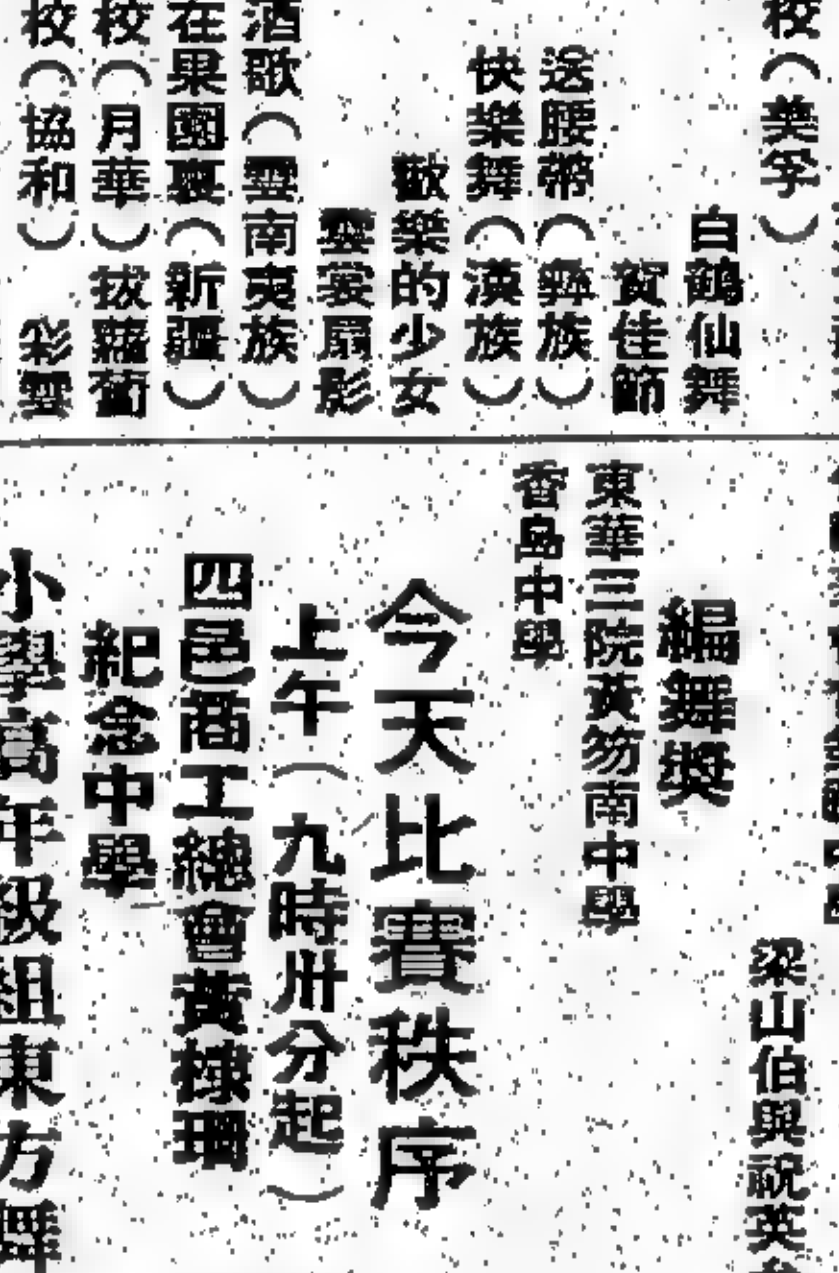 校（美孚）
白鶴仙舞
賀佳節
送腰帶（彝族）
快樂舞（漢族）
歡樂的少女
雲裳扇影
酒歌（雲南夷族）
在果園裏（新疆）
校（月華） 拔蘿蔔
校（協和） 彩雲
梁山伯與祝英
編舞獎
東華三院黃笏南中學
香島中學
今天比賽秩序
上午（九時卅分起）
四邑商工總會黃棣珊
紀念中學
小學高年級組東方舞